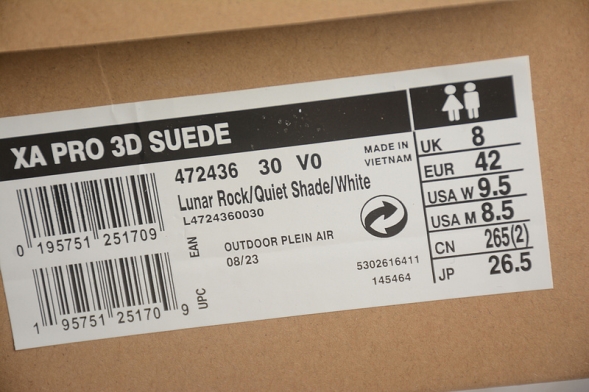 XA PRO 3D SUEDE
472436 30 V0
MADE IN
VIETNAM
Lunar Rock/Quiet Shade/White
L4724360030
0 195751 251709
EAN
OUTDOOR PLEIN AIR
08/23
1 95751 25170 9
UPC
5302616411
145464
UK 8
EUR 42
USA W 9.5
USA M 8.5
CN 265(2)
JP 26.5